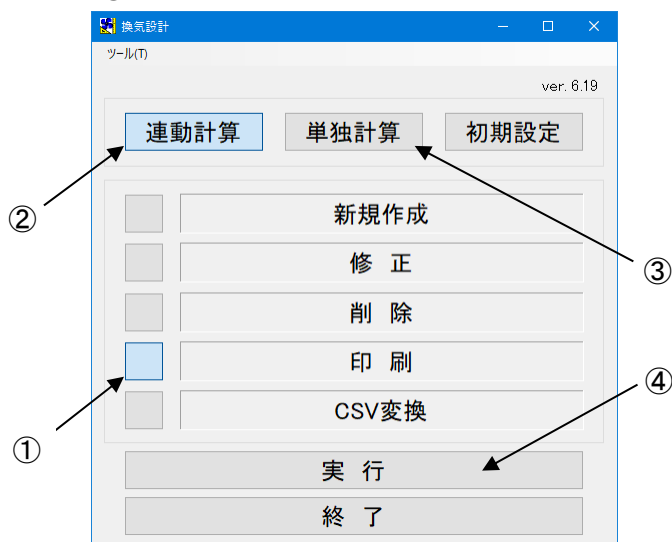 換気設計
ツール(T)
ver. 6.19
連動計算 単独計算 初期設定
②
新規作成
修 正
③
削 除
印 刷
④
CSV変換
①
実 行
終 了